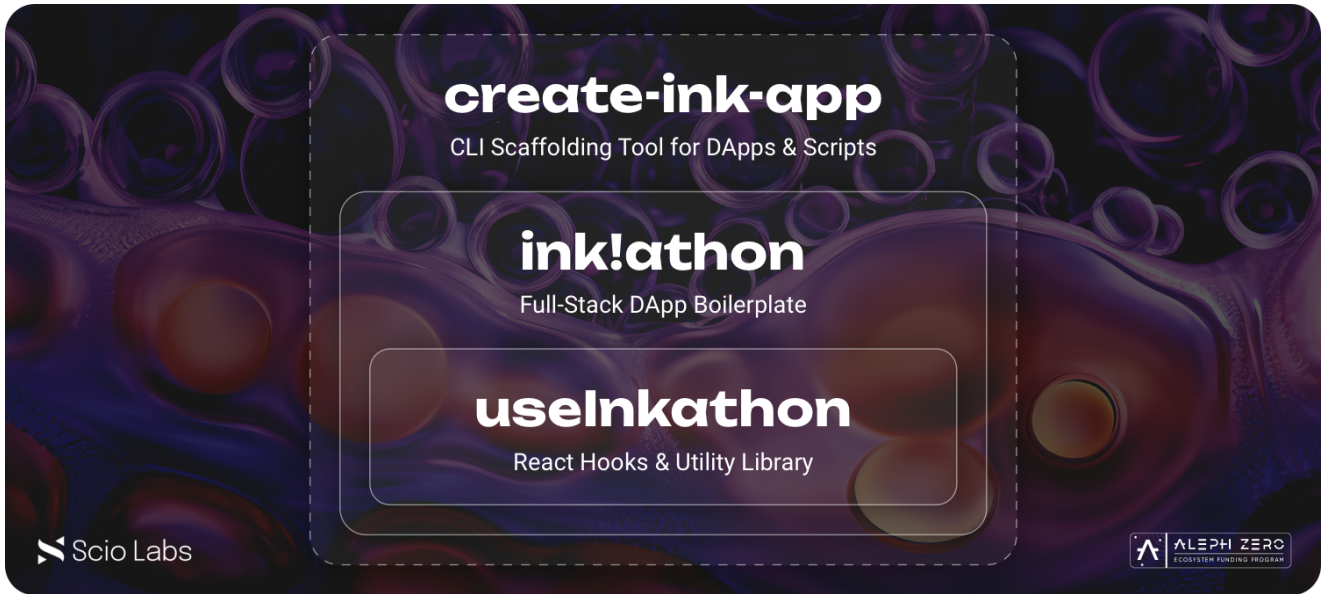 create-ink-app
CLI Scaffolding Tool for DApps & Scripts
ink!athon
Full-Stack DApp Boilerplate
useInkathon
React Hooks & Utility Library
Scio Labs
ALEPH ZERO
ECOSYSTEM FUNDING PROGRAM